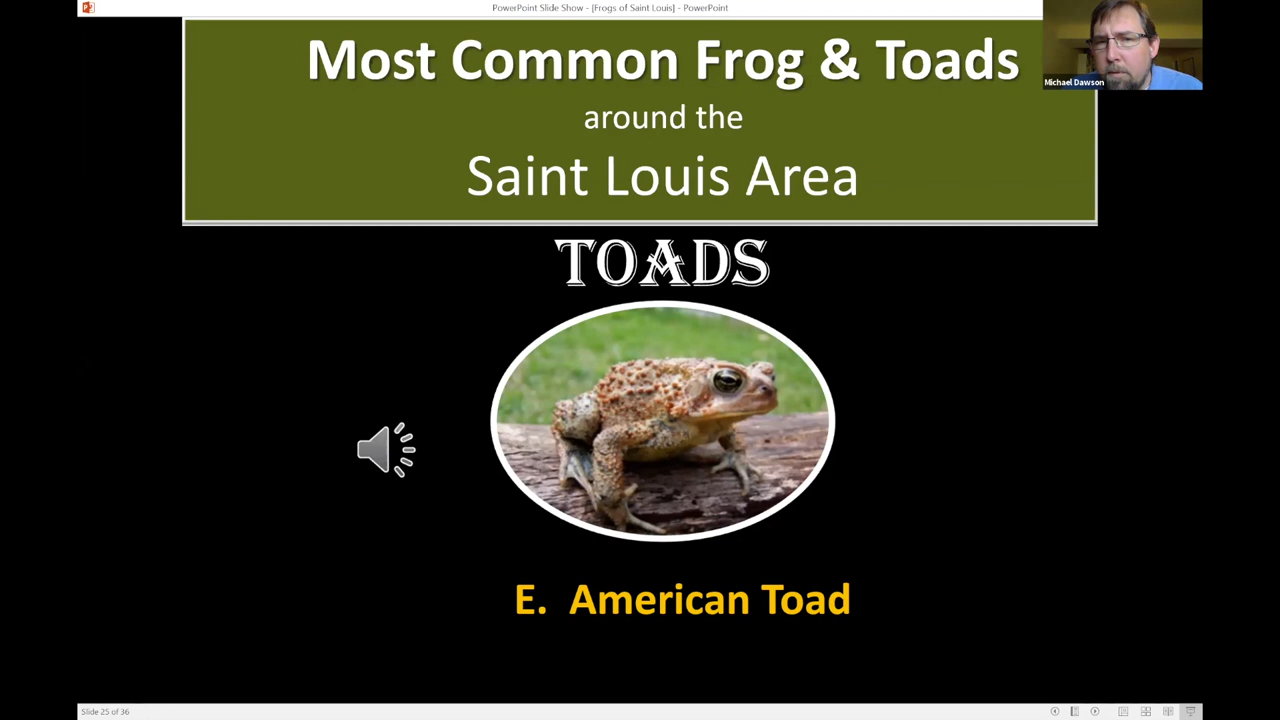 PowerPoint Slide Show - [Frogs of Saint Louis] - PowerPoint
Most Common Frog & Toads
around the
Saint Louis Area
Michael Dawson
TOADS
E. American Toad
Slide 25 of 36